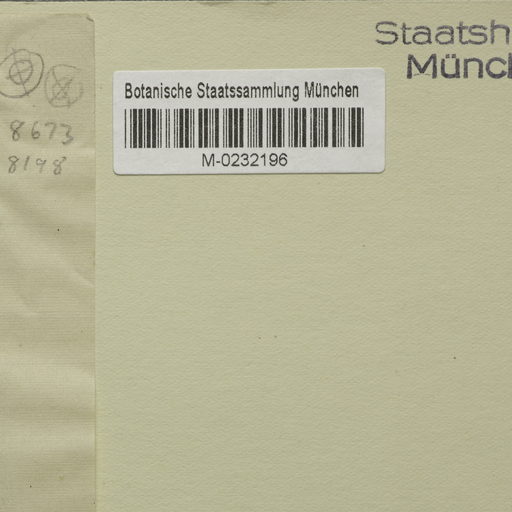 Staatsh
Münch
Botanische Staatssammlung München
M-0232196
8673
8198